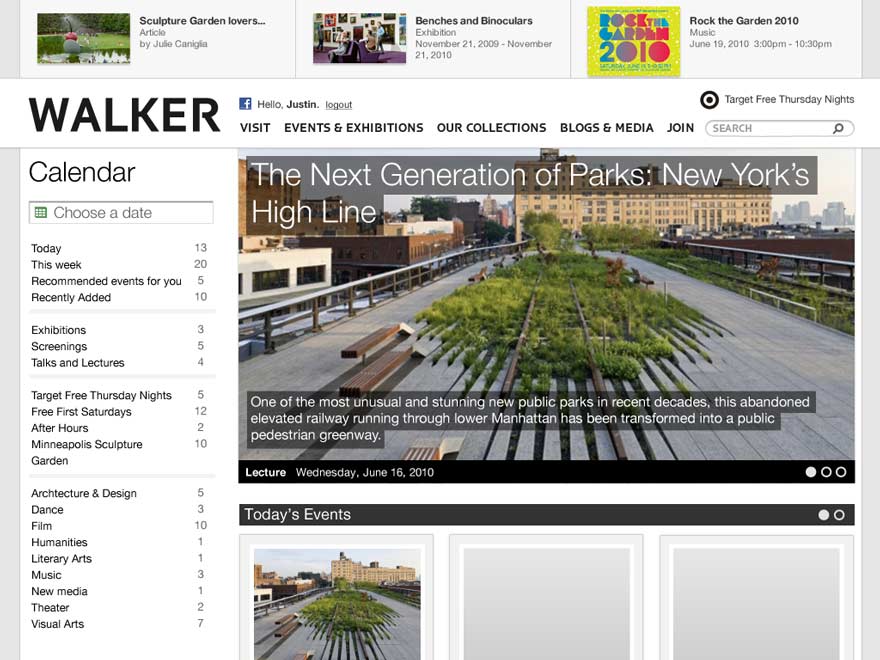 Sculpture Garden lovers...
Article
by Julie Caniglia
Benches and Binoculars
Exhibition
November 21, 2009 - November
21, 2010
ROCK THE
GARDEN
2010
Rock the Garden 2010
Music
June 19, 2010 3:00pm - 10:30pm
WALKER
Hello, Justin. logout
Target Free Thursday Nights
VISIT EVENTS & EXHIBITIONS OUR COLLECTIONS BLOGS & MEDIA JOIN
SEARCH
Calendar
Choose a date
Today 13
This week 20
Recommended events for you 5
Recently Added 10
Exhibitions 3
Screenings 5
Talks and Lectures 4
Target Free Thursday Nights 5
Free First Saturdays 12
After Hours 2
Minneapolis Sculpture 10
Garden
Archtecture & Design 5
Dance 3
Film 10
Humanities 1
Literary Arts 1
Music 3
New media 1
Theater 2
Visual Arts 7
The Next Generation of Parks: New York's
High Line
One of the most unusual and stunning new public parks in recent decades, this abandoned
elevated railway running through lower Manhattan has been transformed into a public
pedestrian greenway.
Lecture Wednesday, June 16, 2010
Today's Events